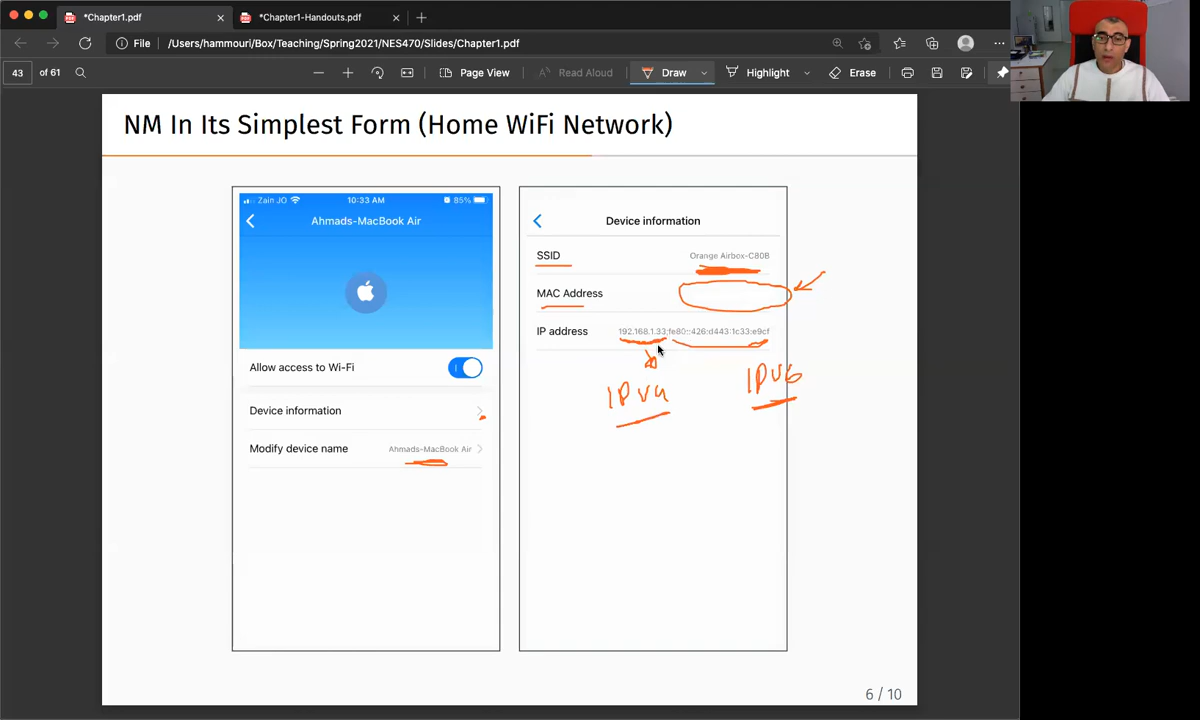 *Chapter1.pdf
*Chapter1-Handouts.pdf
File
/Users/hammouri/Box/Teaching/Spring2021/NES470/Slides/Chapter1.pdf
43 of 61
Page View
Read Aloud
Draw
Highlight
Erase
NM In Its Simplest Form (Home WiFi Network)
Zain JO
10:33 AM
85%
Ahmads-MacBook Air
Allow access to Wi-Fi
Device information
Modify device name Ahmads-MacBook Air
Device information
SSID Orange Airbox-C80B
MAC Address
IP address 192.168.1.33;fe80::426:d443:1c33:e9cf
IPV4
IPV6
6 / 10